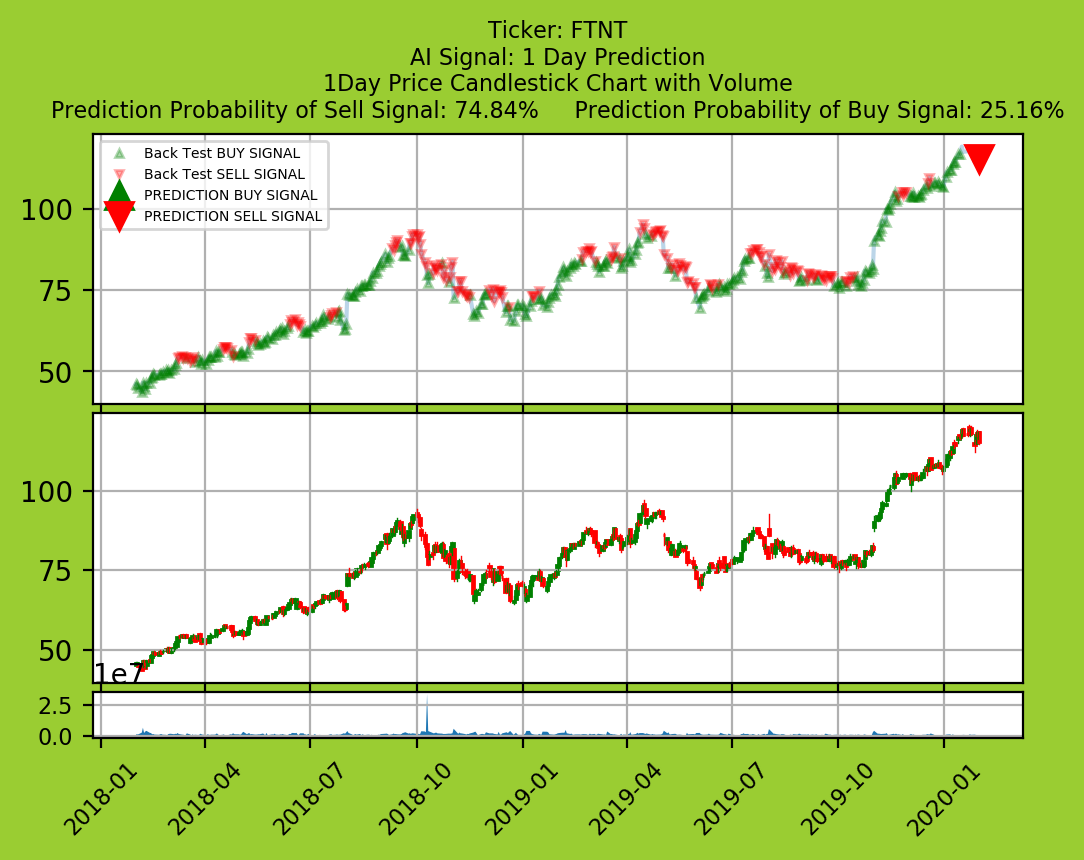 Ticker: FTNT
AI Signal: 1 Day Prediction
1Day Price Candlestick Chart with Volume
Prediction Probability of Sell Signal: 74.84% Prediction Probability of Buy Signal: 25.16%
Back Test BUY SIGNAL
Back Test SELL SIGNAL
PREDICTION BUY SIGNAL
PREDICTION SELL SIGNAL
100
75
50
100
75
50
1e7
2.5
0.0
2018-01 2018-04 2018-07 2018-10 2019-01 2019-04 2019-07 2019-10 2020-01